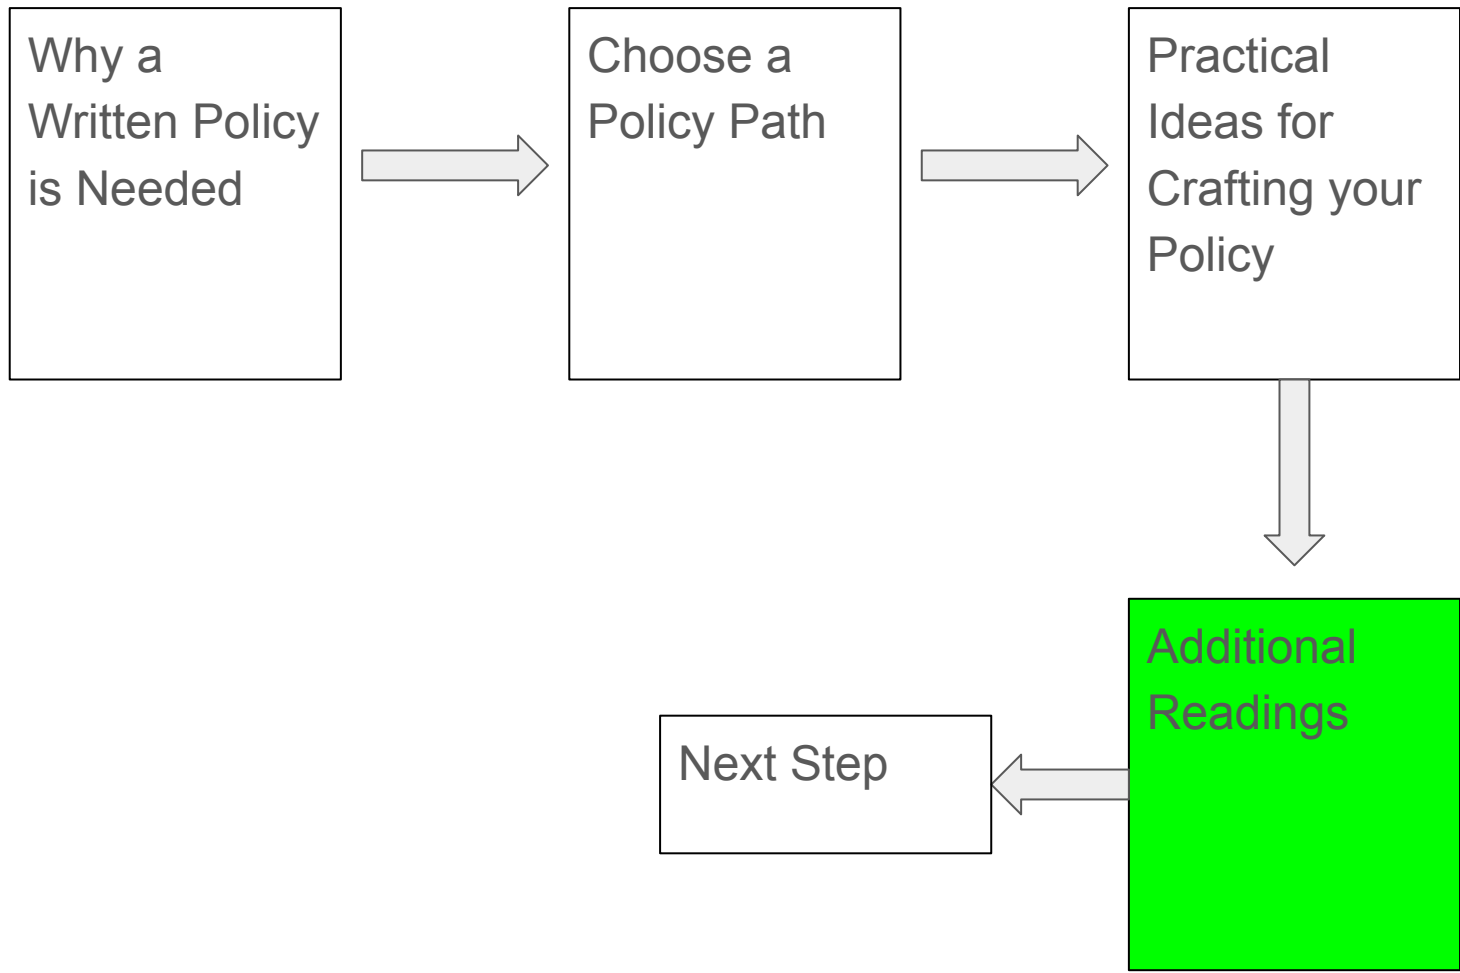 Why a
Written Policy
is Needed
Choose a
Policy Path
Practical
Ideas for
Crafting your
Policy
Additional
Readings
Next Step